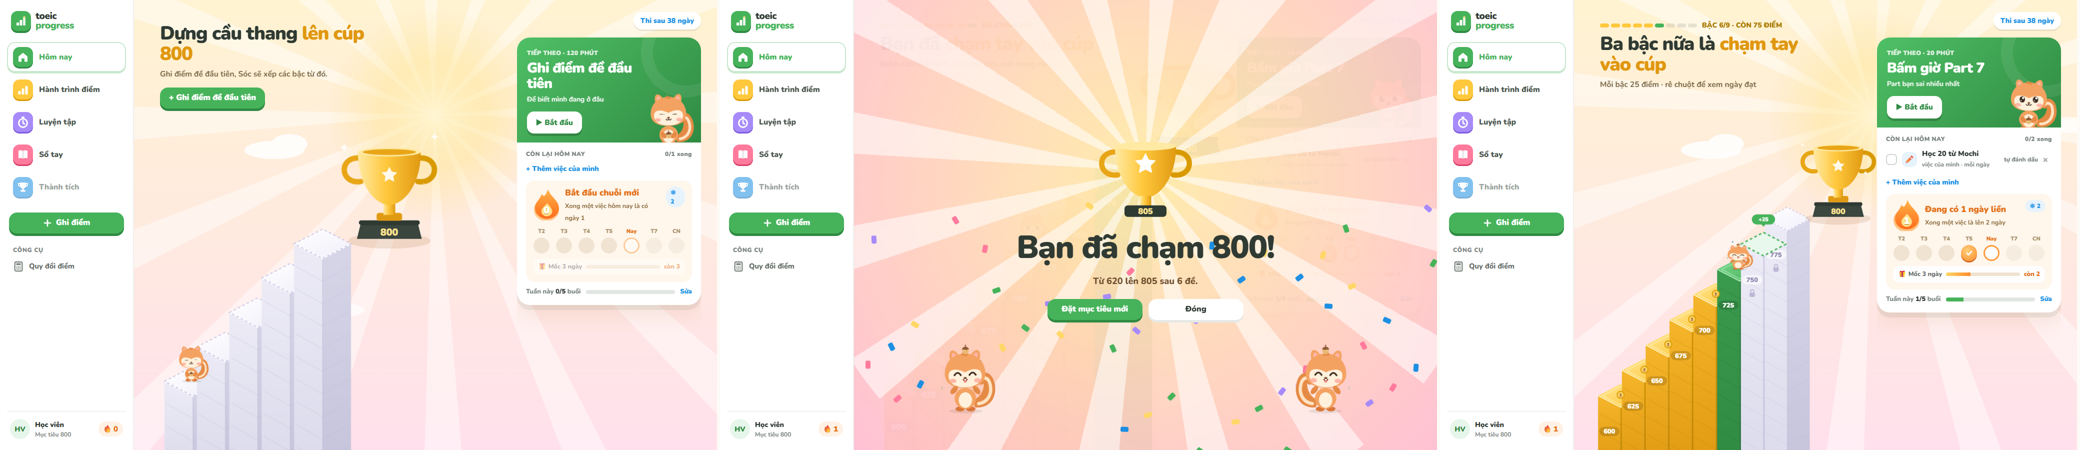 toeic
progress
Hôm nay
Hành trình điểm
Luyện tập
Sổ tay
Thành tích
+ Ghi điểm
CÔNG CỤ
Quy đổi điểm
HV
Học viên
Mục tiêu 800
0
Dựng cầu thang lên cúp
800
Ghi điểm đề đầu tiên, Sóc sẽ xếp các bậc từ đó.
+ Ghi điểm đề đầu tiên
800
Thi sau 38 ngày
TIẾP THEO · 120 PHÚT
Ghi điểm đề đầu
tiên
Để biết mình đang ở đâu
Bắt đầu
CÒN LẠI HÔM NAY
0/1 xong
+ Thêm việc của mình
Bắt đầu chuỗi mới
2
Xong một việc hôm nay là có
ngày 1
T2 T3 T4 T5 Nay T7 CN
Mốc 3 ngày
còn 3
Tuần này 0/5 buổi
Sửa
toeic
progress
Hôm nay
Hành trình điểm
Luyện tập
Sổ tay
Thành tích
+ Ghi điểm
CÔNG CỤ
Quy đổi điểm
HV
Học viên
Mục tiêu 800
1
805
Bạn đã chạm 800!
Từ 620 lên 805 sau 6 đề.
Đặt mục tiêu mới
Đóng
toeic
progress
Hôm nay
Hành trình điểm
Luyện tập
Sổ tay
Thành tích
+ Ghi điểm
CÔNG CỤ
Quy đổi điểm
HV
Học viên
Mục tiêu 800
1
BẬC 6/9 · CÒN 75 ĐIỂM
Ba bậc nữa là chạm tay
vào cúp
Mỗi bậc 25 điểm · rê chuột để xem ngày đạt
800
+25
775
750
725
700
675
650
625
600
Thi sau 38 ngày
TIẾP THEO · 20 PHÚT
Bấm giờ Part 7
Part bạn sai nhiều nhất
Bắt đầu
CÒN LẠI HÔM NAY
0/2 xong
Học 20 từ Mochi
việc của mình · mỗi ngày
tự đánh dấu
+ Thêm việc của mình
Đang có 1 ngày liền
2
Xong một việc là lên 2 ngày
T2 T3 T4 T5 Nay T7 CN
Mốc 3 ngày
còn 2
Tuần này 1/5 buổi
Sửa